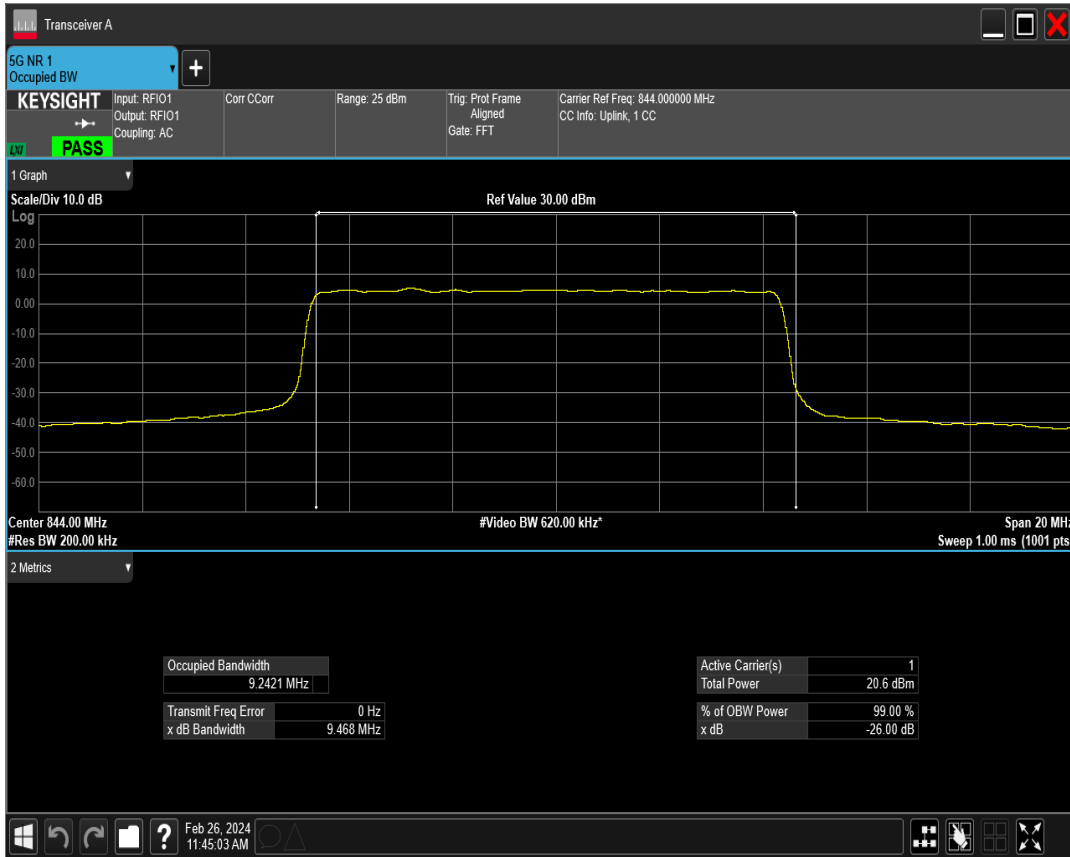 Transceiver A
5G NR 1
Occupied BW
KEYSIGHT
LXI
PASS
Input: RFIO1
Output: RFIO1
Coupling: AC
Corr CCorr
Range: 25 dBm
Trig: Prot Frame
Aligned
Gate: FFT
Carrier Ref Freq: 844.000000 MHz
CC Info: Uplink, 1 CC
1 Graph
Scale/Div 10.0 dB
Ref Value 30.00 dBm
Log
20.0
10.0
0.00
-10.0
-20.0
-30.0
-40.0
-50.0
-60.0
Center 844.00 MHz
#Video BW 620.00 kHz*
Span 20 MHz
#Res BW 200.00 kHz
Sweep 1.00 ms (1001 pts
2 Metrics
Occupied Bandwidth
9.2421 MHz
Transmit Freq Error 0 Hz
x dB Bandwidth 9.468 MHz
Active Carrier(s) 1
Total Power 20.6 dBm
% of OBW Power 99.00 %
x dB -26.00 dB
?
Feb 26, 2024
11:45:03 AM